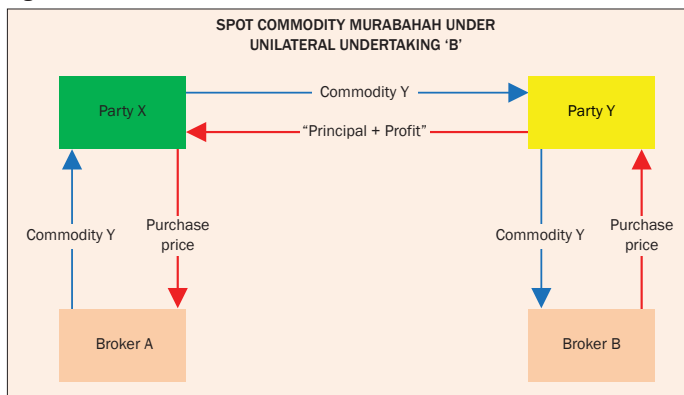 SPOT COMMODITY MURABAHAH UNDER
UNILATERAL UNDERTAKING ‘B’
Party X
Commodity Y
Party Y
“Principal + Profit”
Commodity Y
Purchase
price
Commodity Y
Purchase
price
Broker A
Broker B